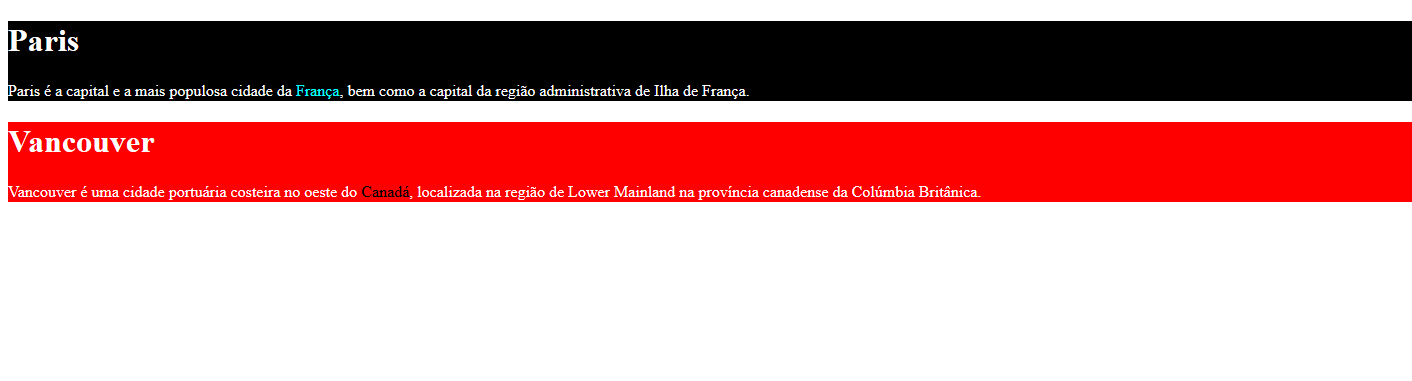 Paris
Paris é a capital e a mais populosa cidade da França, bem como a capital da região administrativa de Ilha de França.
Vancouver
Vancouver é uma cidade portuária costeira no oeste do Canadá, localizada na região de Lower Mainland na província canadense da Colúmbia Britânica.